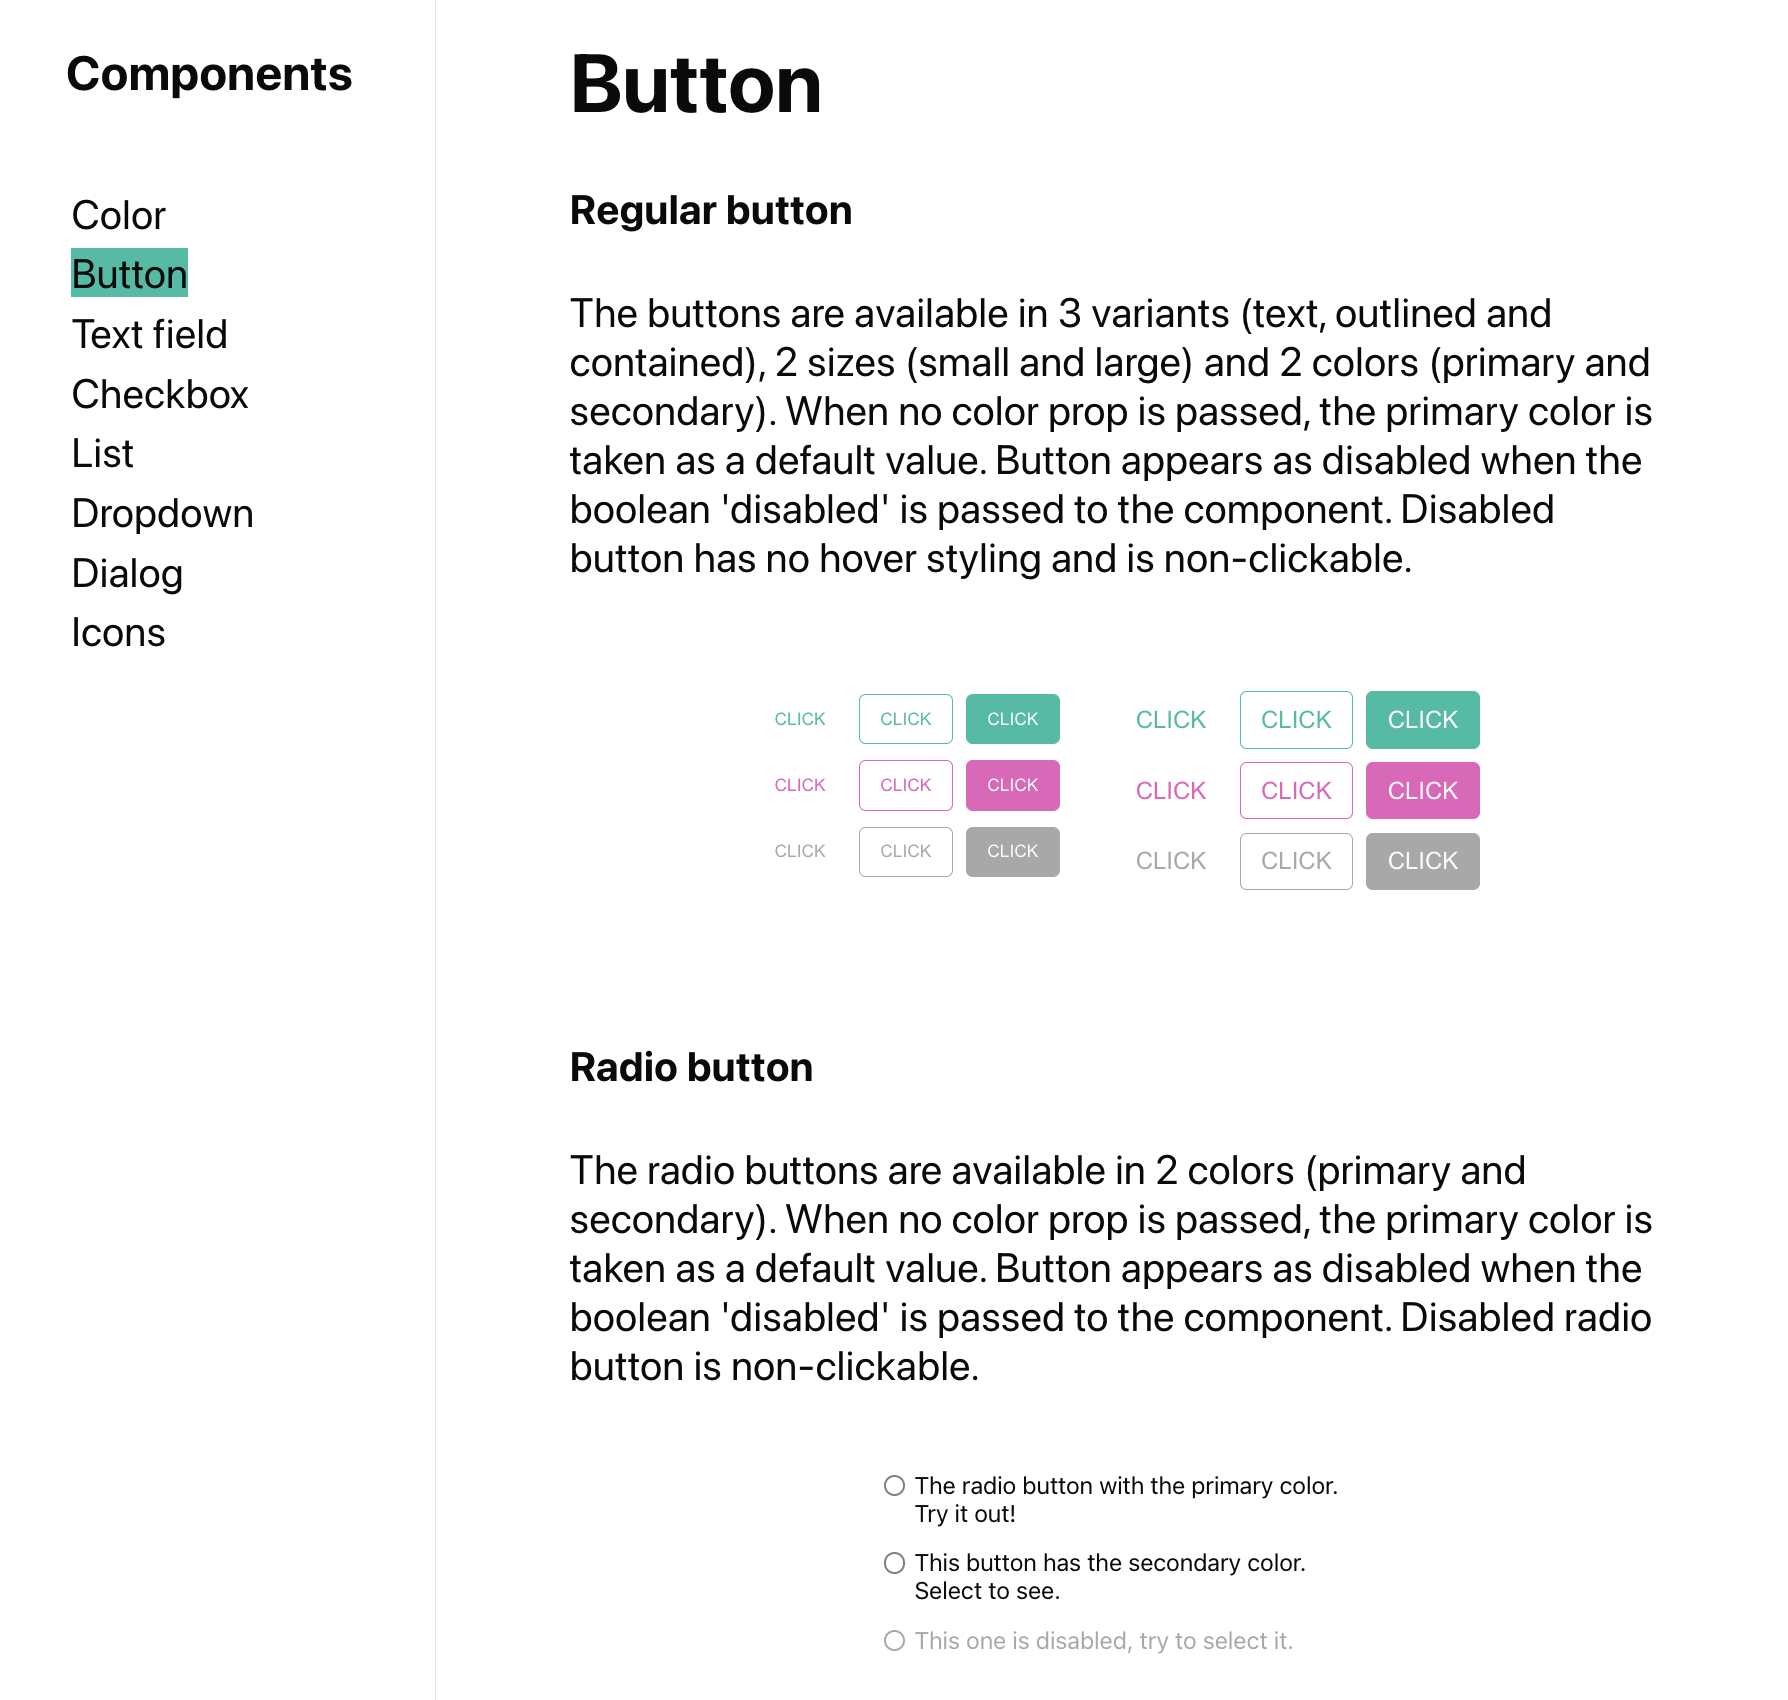 Components
Color
Button
Text field
Checkbox
List
Dropdown
Dialog
Icons
Button
Regular button
The buttons are available in 3 variants (text, outlined and
contained), 2 sizes (small and large) and 2 colors (primary and
secondary). When no color prop is passed, the primary color is
taken as a default value. Button appears as disabled when the
boolean 'disabled' is passed to the component. Disabled
button has no hover styling and is non-clickable.
CLICK CLICK CLICK CLICK CLICK CLICK
CLICK CLICK CLICK CLICK CLICK CLICK
CLICK CLICK CLICK CLICK CLICK CLICK
Radio button
The radio buttons are available in 2 colors (primary and
secondary). When no color prop is passed, the primary color is
taken as a default value. Button appears as disabled when the
boolean 'disabled' is passed to the component. Disabled radio
button is non-clickable.
The radio button with the primary color.
Try it out!
This button has the secondary color.
Select to see.
This one is disabled, try to select it.